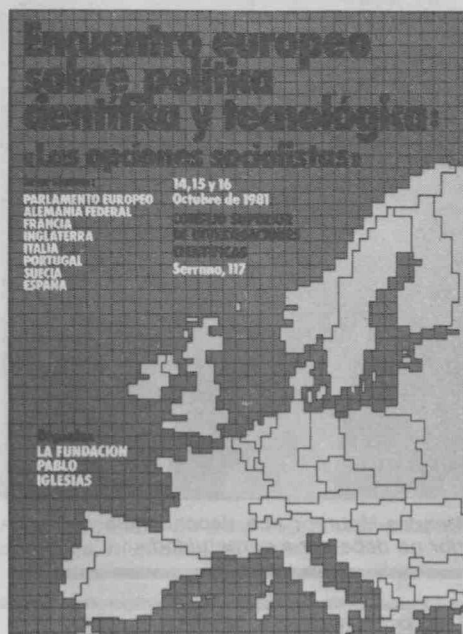 Encuentro europeo
sobre política
científica y tecnológica:
«Las opciones socialistas»
PARLAMENTO EUROPEO
ALEMANIA FEDERAL
FRANCIA
INGLATERRA
ITALIA
PORTUGAL
SUECIA
ESPAÑA
14, 15 y 16
Octubre de 1981
CONSEJO SUPERIOR
DE INVESTIGACIONES
CIENTIFICAS
Serrano, 117
LA FUNDACION
PABLO
IGLESIAS